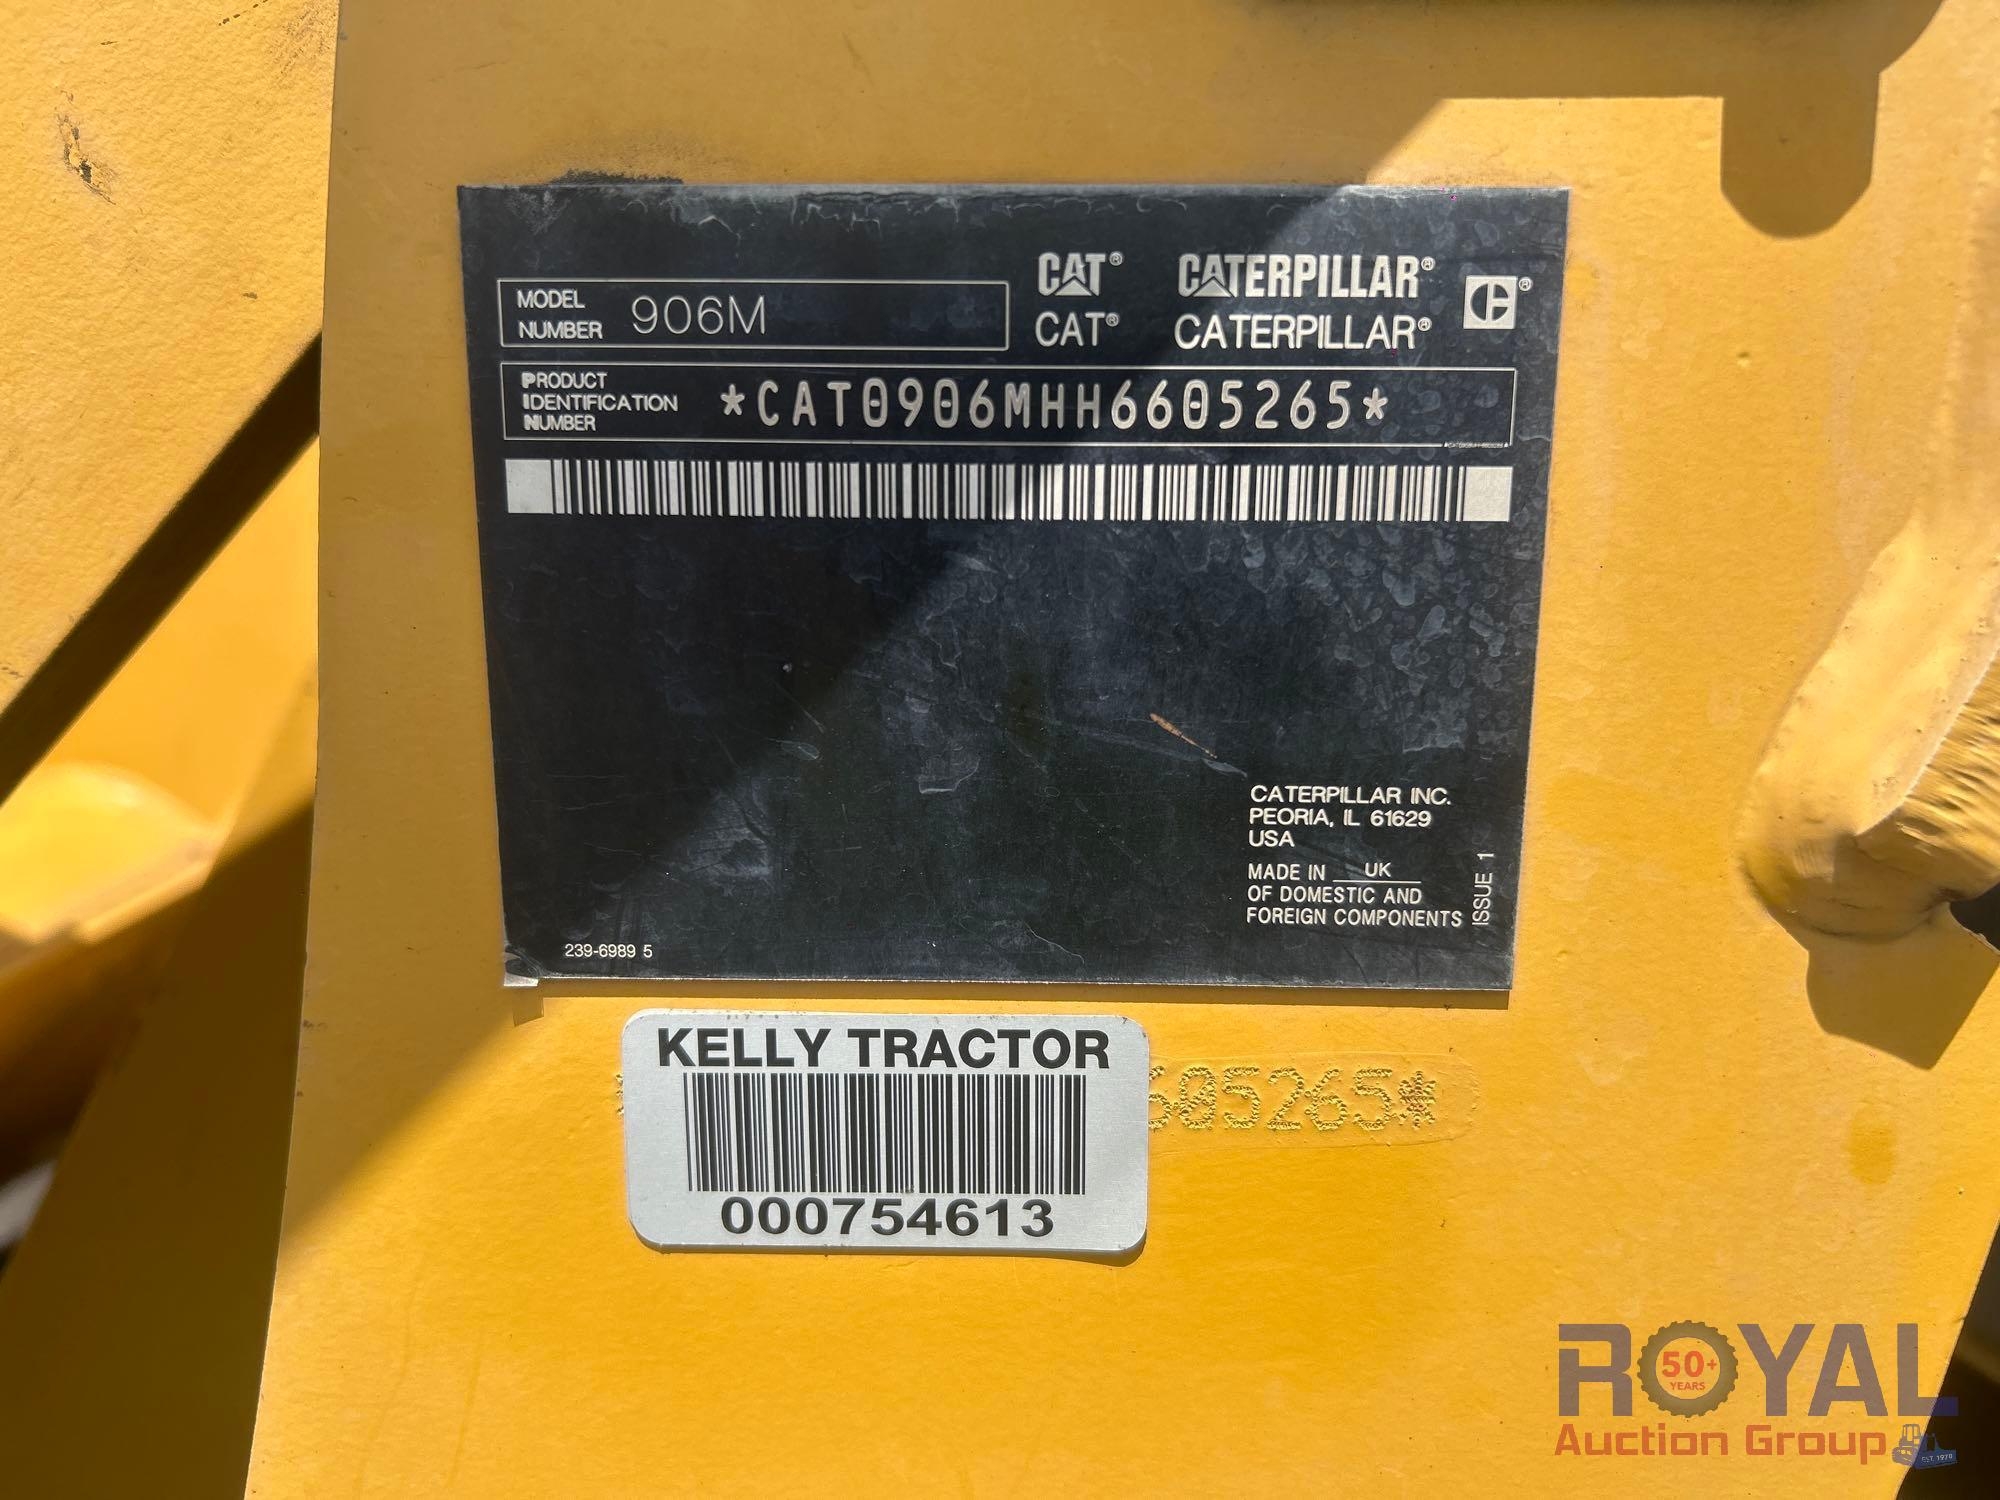 CAT® CATERPILLAR®
MODEL NUMBER 906M
CAT® CATERPILLAR®
PRODUCT
IDENTIFICATION
NUMBER
*CAT0906MHH6605265*
CATERPILLAR INC.
PEORIA, IL 61629
USA
MADE IN UK
OF DOMESTIC AND
FOREIGN COMPONENTS
ISSUE 1
239-6989 5
KELLY TRACTOR
000754613
605265*
ROYAL
50+
YEARS
Auction Group
EST. 1970